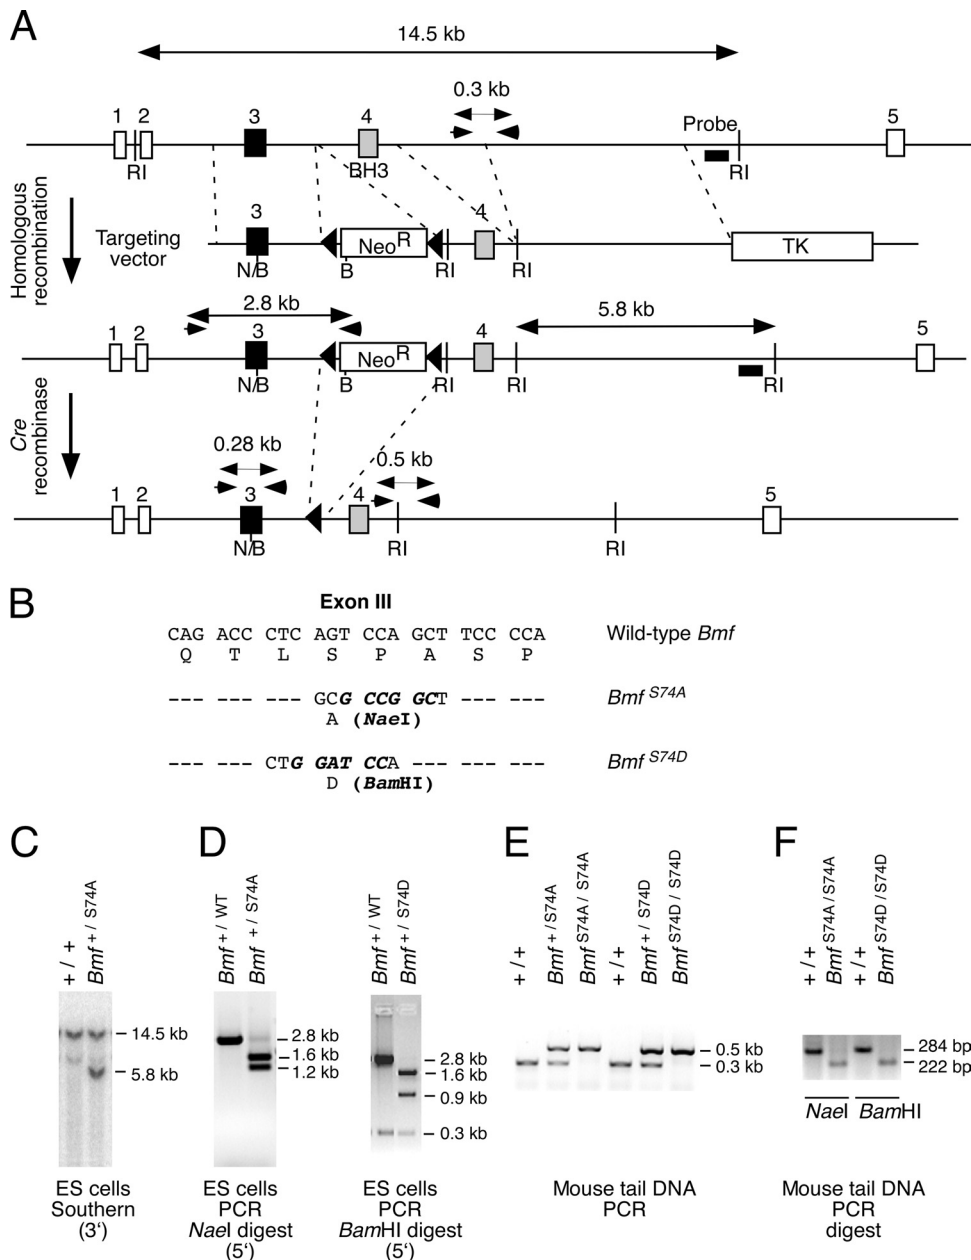 A
14.5 kb
0.3 kb
1 2 3 4 Probe 5
RI BH3 RI
Homologous recombination
Targeting vector
3 4
Neo^R TK
N/B B RI RI
2.8 kb 5.8 kb
1 2 3 4 5
Neo^R
N/B B RI RI RI
Cre recombinase
0.28 kb 0.5 kb
1 2 3 4 5
N/B RI RI
B
Exon III
CAG ACC CTC AGT CCA GCT TCC CCA Wild-type Bmf
Q T L S P A S P
--- --- --- GCG CCG GCT --- --- Bmf S74A
A (NaeI)
--- --- CTG GAT CCA --- --- --- Bmf S74D
D (BamHI)
C
+ / +
Bmf + / S74A
14.5 kb
5.8 kb
ES cells
Southern
(3‘)
D
Bmf + / WT
Bmf + / S74A
2.8 kb
1.6 kb
1.2 kb
ES cells
PCR
NaeI digest
(5‘)
Bmf + / WT
Bmf + / S74D
2.8 kb
1.6 kb
0.9 kb
0.3 kb
ES cells
PCR
BamHI digest
(5‘)
E
+ / +
Bmf + / S74A
Bmf S74A / S74A
+ / +
Bmf + / S74D
Bmf S74D / S74D
0.5 kb
0.3 kb
Mouse tail DNA
PCR
F
+ / +
Bmf S74A / S74A
+ / +
Bmf S74D / S74D
284 bp
222 bp
NaeI BamHI
Mouse tail DNA
PCR
digest